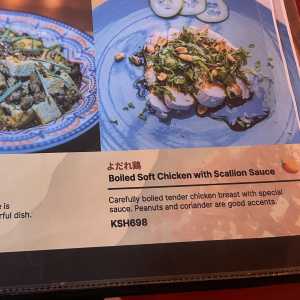 よだれ鶏
Boiled Soft Chicken with Scallion Sauce
Carefully boiled tender chicken breast with special
sauce. Peanuts and coriander are good accents.
KSH698
is
rful dish.